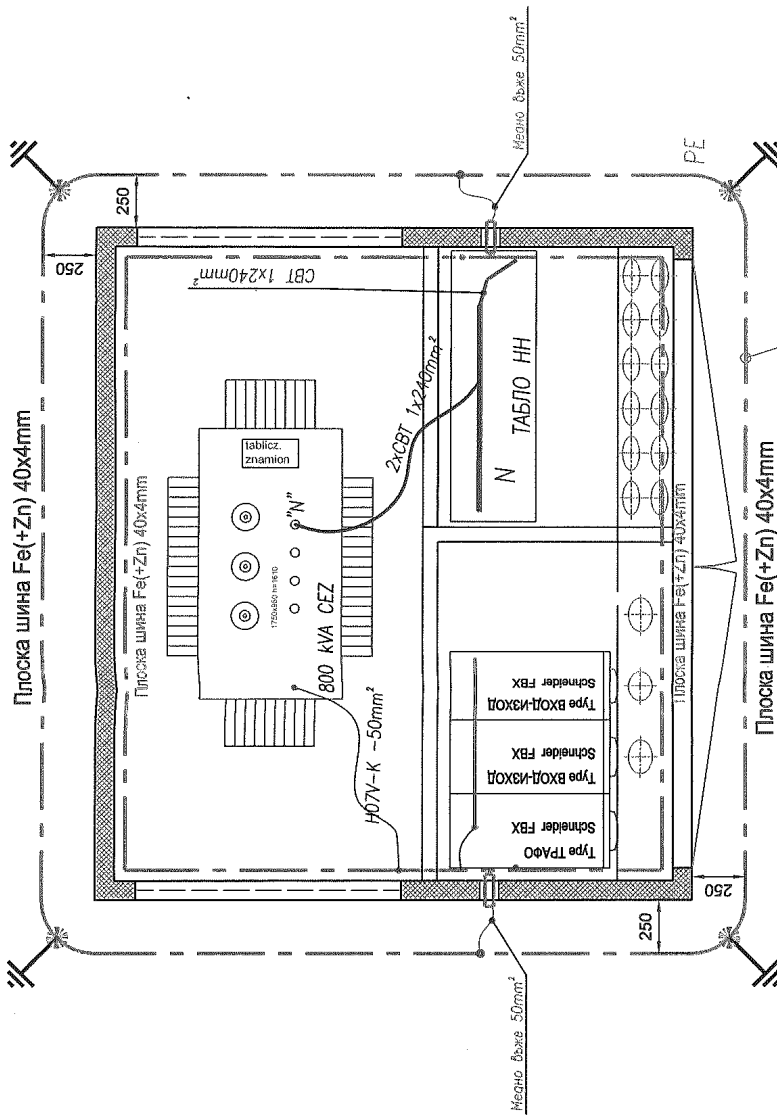 Плоска шина Fe(+Zn) 40x4mm
250
250
Медно въже 50mm²
PE
Плоска шина Fe(+Zn) 40x4mm
СВТ 1x240mm²
tablicz.
znamion
"N"
1750x950 h=1610
800 kVA CEZ
2xСВТ 1x240mm²
H07V-K -50mm²
N ТАБЛО НН
Type ТРАФО
Schneider FBX
Type ВХОД-ИЗХОД
Schneider FBX
Type ВХОД-ИЗХОД
Schneider FBX
Плоска шина Fe(+Zn) 40x4mm
250
250
Медно въже 50mm²
Плоска шина Fe(+Zn) 40x4mm